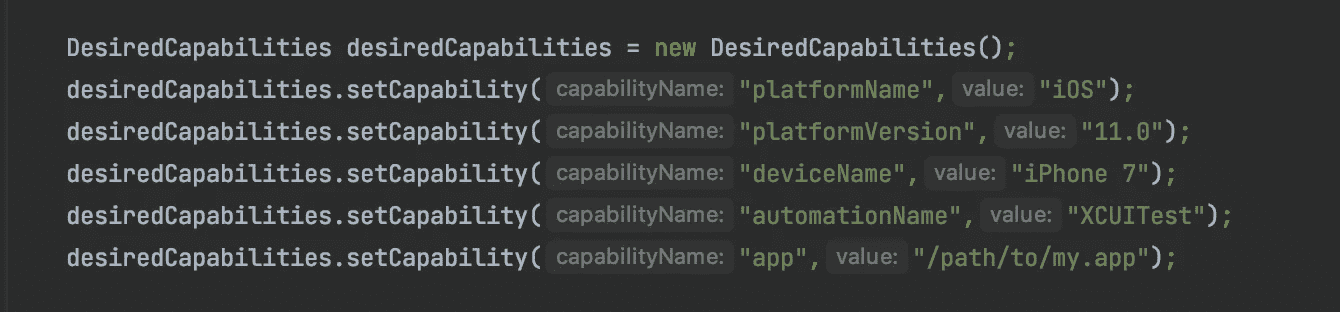 DesiredCapabilities desiredCapabilities = new DesiredCapabilities();
desiredCapabilities.setCapability( capabilityName: "platformName", value: "iOS");
desiredCapabilities.setCapability( capabilityName: "platformVersion", value: "11.0");
desiredCapabilities.setCapability( capabilityName: "deviceName", value: "iPhone 7");
desiredCapabilities.setCapability( capabilityName: "automationName", value: "XCUITest");
desiredCapabilities.setCapability( capabilityName: "app", value: "/path/to/my.app");